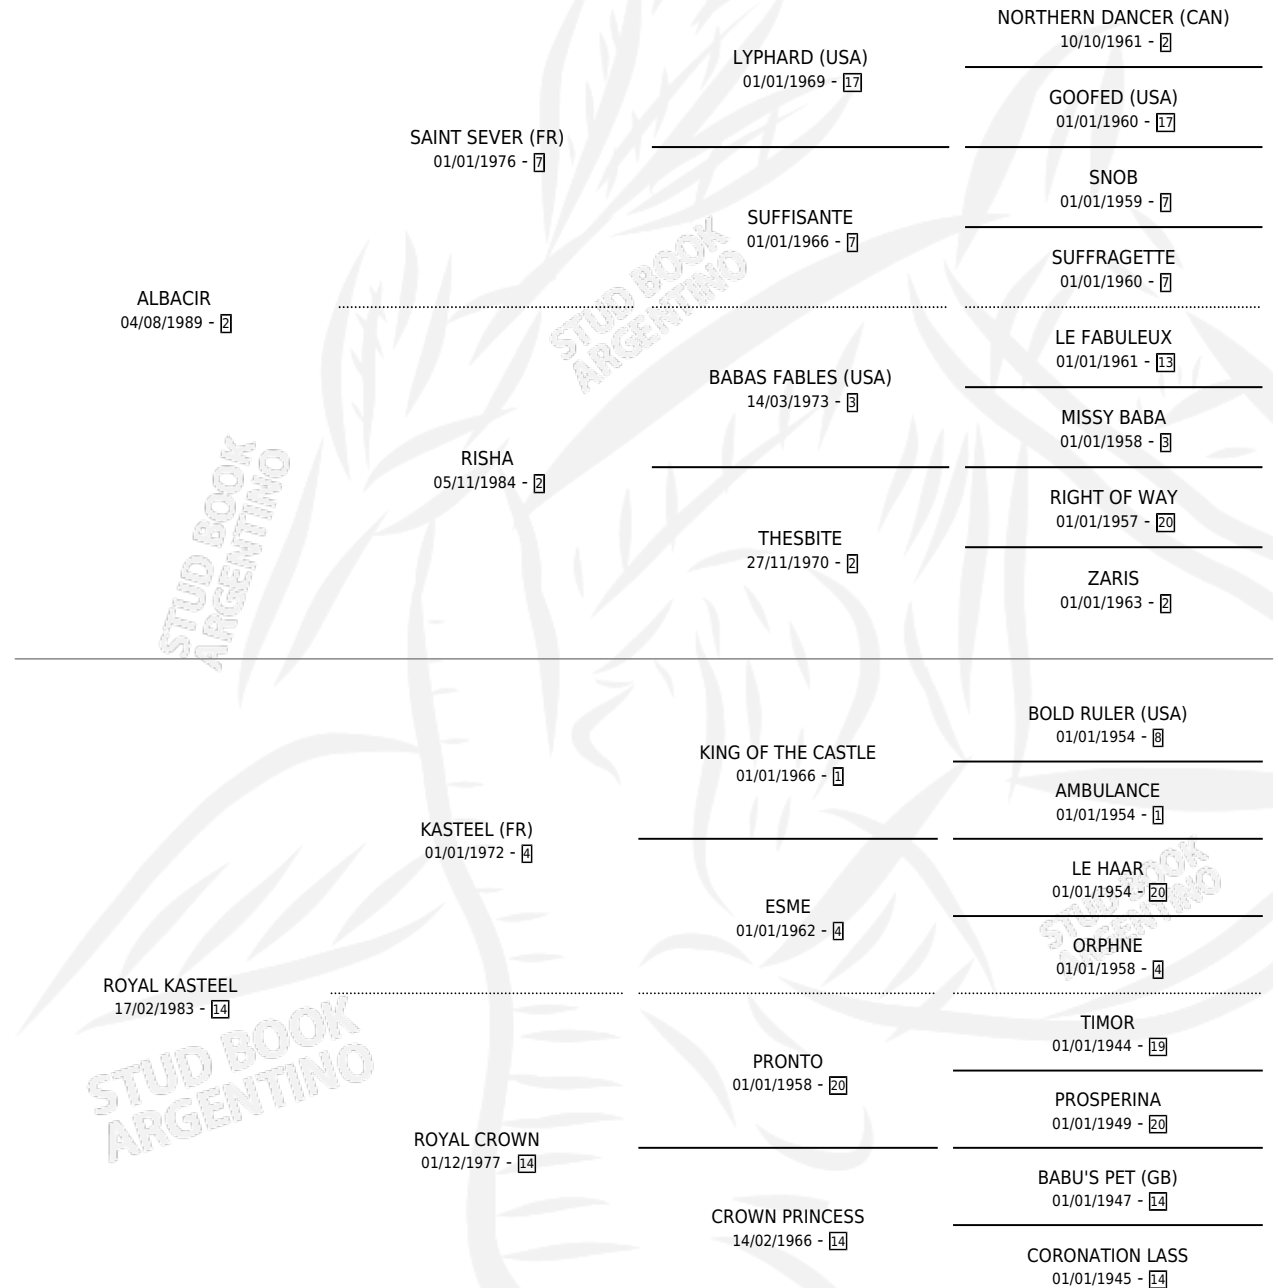 NORTHERN DANCER (CAN)
10/10/1961 - 2
LYPHARD (USA)
01/01/1969 - 17
GOOFED (USA)
01/01/1960 - 17
SAINT SEVER (FR)
01/01/1976 - 7
SNOB
01/01/1959 - 7
SUFFISANTE
01/01/1966 - 7
SUFFRAGETTE
01/01/1960 - 7
ALBACIR
04/08/1989 - 2
LE FABULEUX
01/01/1961 - 13
BABAS FABLES (USA)
14/03/1973 - 3
MISSY BABA
01/01/1958 - 3
RISHA
05/11/1984 - 2
RIGHT OF WAY
01/01/1957 - 20
THESBITE
27/11/1970 - 2
ZARIS
01/01/1963 - 2
BOLD RULER (USA)
01/01/1954 - 8
KING OF THE CASTLE
01/01/1966 - 1
AMBULANCE
01/01/1954 - 1
KASTEEL (FR)
01/01/1972 - 4
LE HAAR
01/01/1954 - 20
ESME
01/01/1962 - 4
ORPHNE
01/01/1958 - 4
ROYAL KASTEEL
17/02/1983 - 14
TIMOR
01/01/1944 - 19
PRONTO
01/01/1958 - 20
PROSPERINA
01/01/1949 - 20
ROYAL CROWN
01/12/1977 - 14
BABU'S PET (GB)
01/01/1947 - 14
CROWN PRINCESS
14/02/1966 - 14
CORONATION LASS
01/01/1945 - 14
STUD BOOK
ARGENTINO
STUD BOOK
ARGENTINO
STUD BOOK
ARGENTINO
STUD BOOK
ARGENTINO